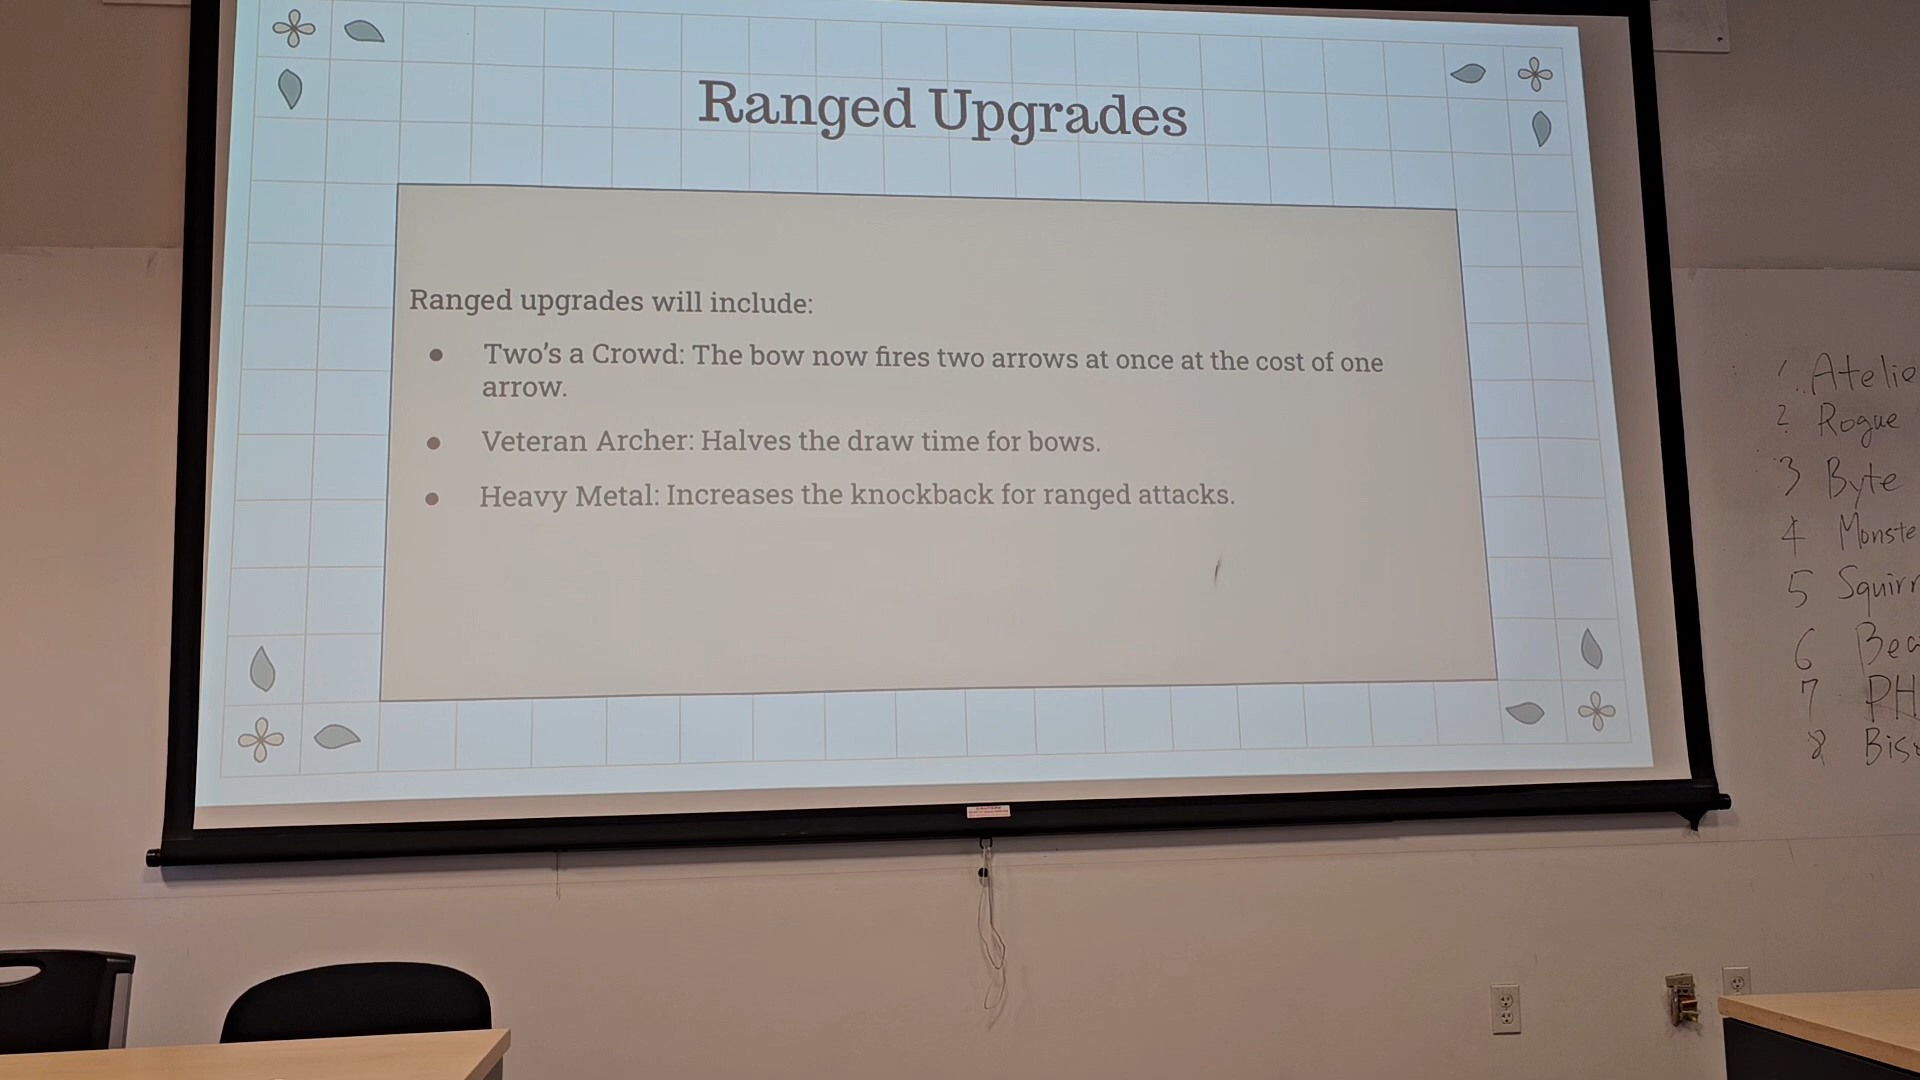 Ranged Upgrades
Ranged upgrades will include:
● Two's a Crowd: The bow now fires two arrows at once at the cost of one
arrow.
● Veteran Archer: Halves the draw time for bows.
● Heavy Metal: Increases the knockback for ranged attacks.
1. Atelie
2 Rogue
3 Byte
4 Monste
5 Squirr
6 Bea
7 PH
8 Bis